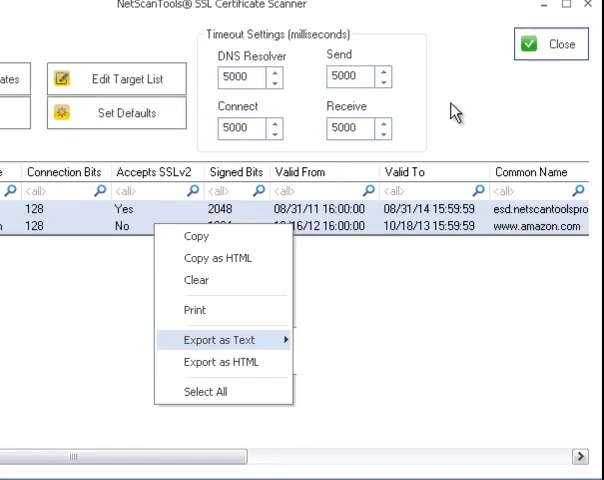 NetScanTools® SSL Certificate Scanner
Timeout Settings (milliseconds)
DNS Resolver
Send
5000
5000
Connect
Receive
5000
5000
Close
ates
Edit Target List
Set Defaults
Connection Bits
Accepts SSLv2
Signed Bits
Valid From
Valid To
Common Name
<all>
<all>
<all>
<all>
<all>
<all>
128
Yes
2048
08/31/11 16:00:00
08/31/14 15:59:59
esd.netscantoolspro
128
No
16/12 16:00:00
10/18/13 15:59:59
www.amazon.com
Copy
Copy as HTML
Clear
Print
Export as Text
Export as HTML
Select All